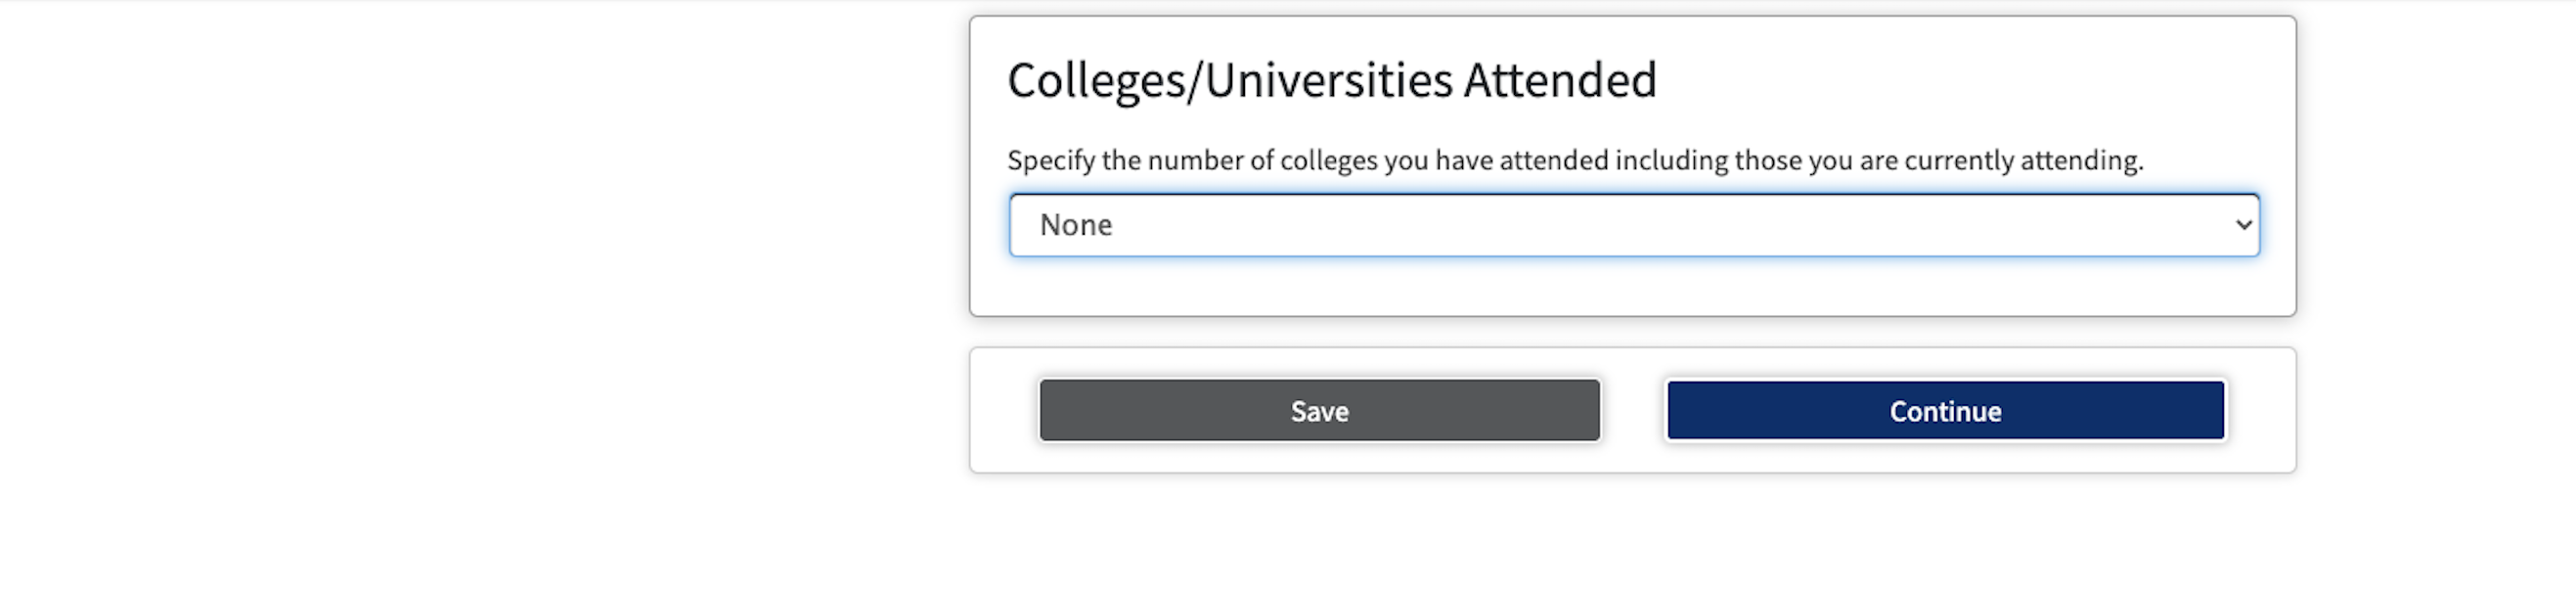 Colleges/Universities Attended
Specify the number of colleges you have attended including those you are currently attending.
None
Save
Continue